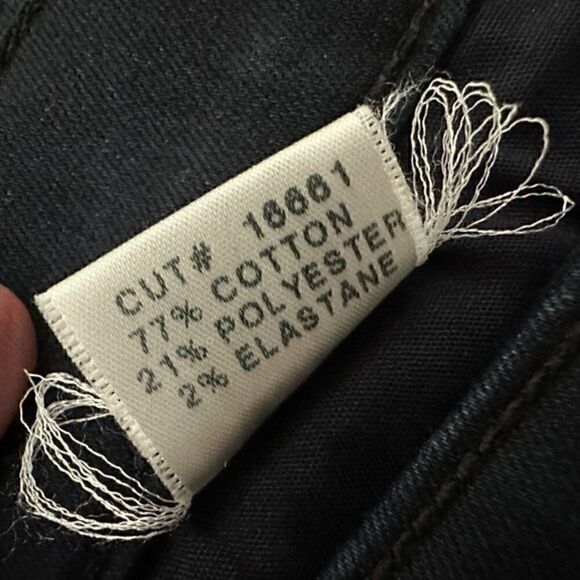 CUT# 16661
77% COTTON
21% POLYESTER
2% ELASTANE